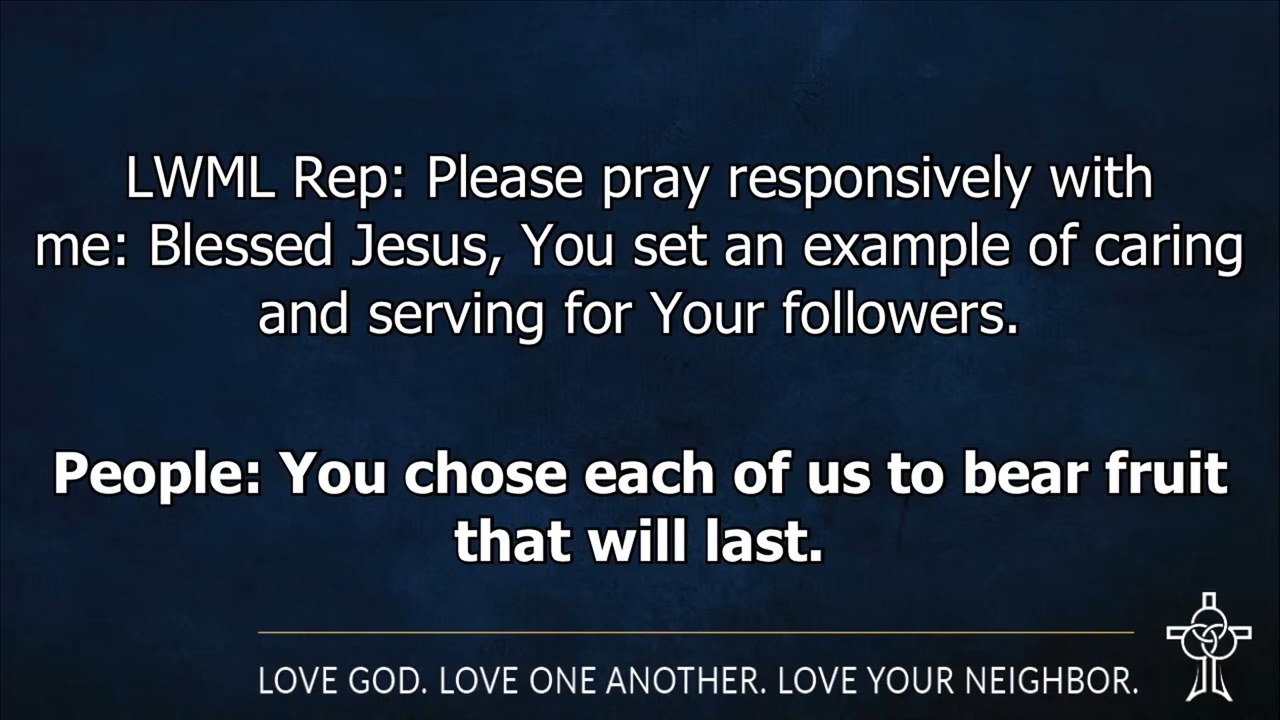 LWML Rep: Please pray responsively with
me: Blessed Jesus, You set an example of caring
and serving for Your followers.
People: You chose each of us to bear fruit
that will last.
LOVE GOD. LOVE ONE ANOTHER. LOVE YOUR NEIGHBOR.